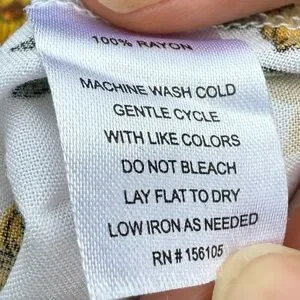 100% RAYON
MACHINE WASH COLD
GENTLE CYCLE
WITH LIKE COLORS
DO NOT BLEACH
LAY FLAT TO DRY
LOW IRON AS NEEDED
RN# 156105